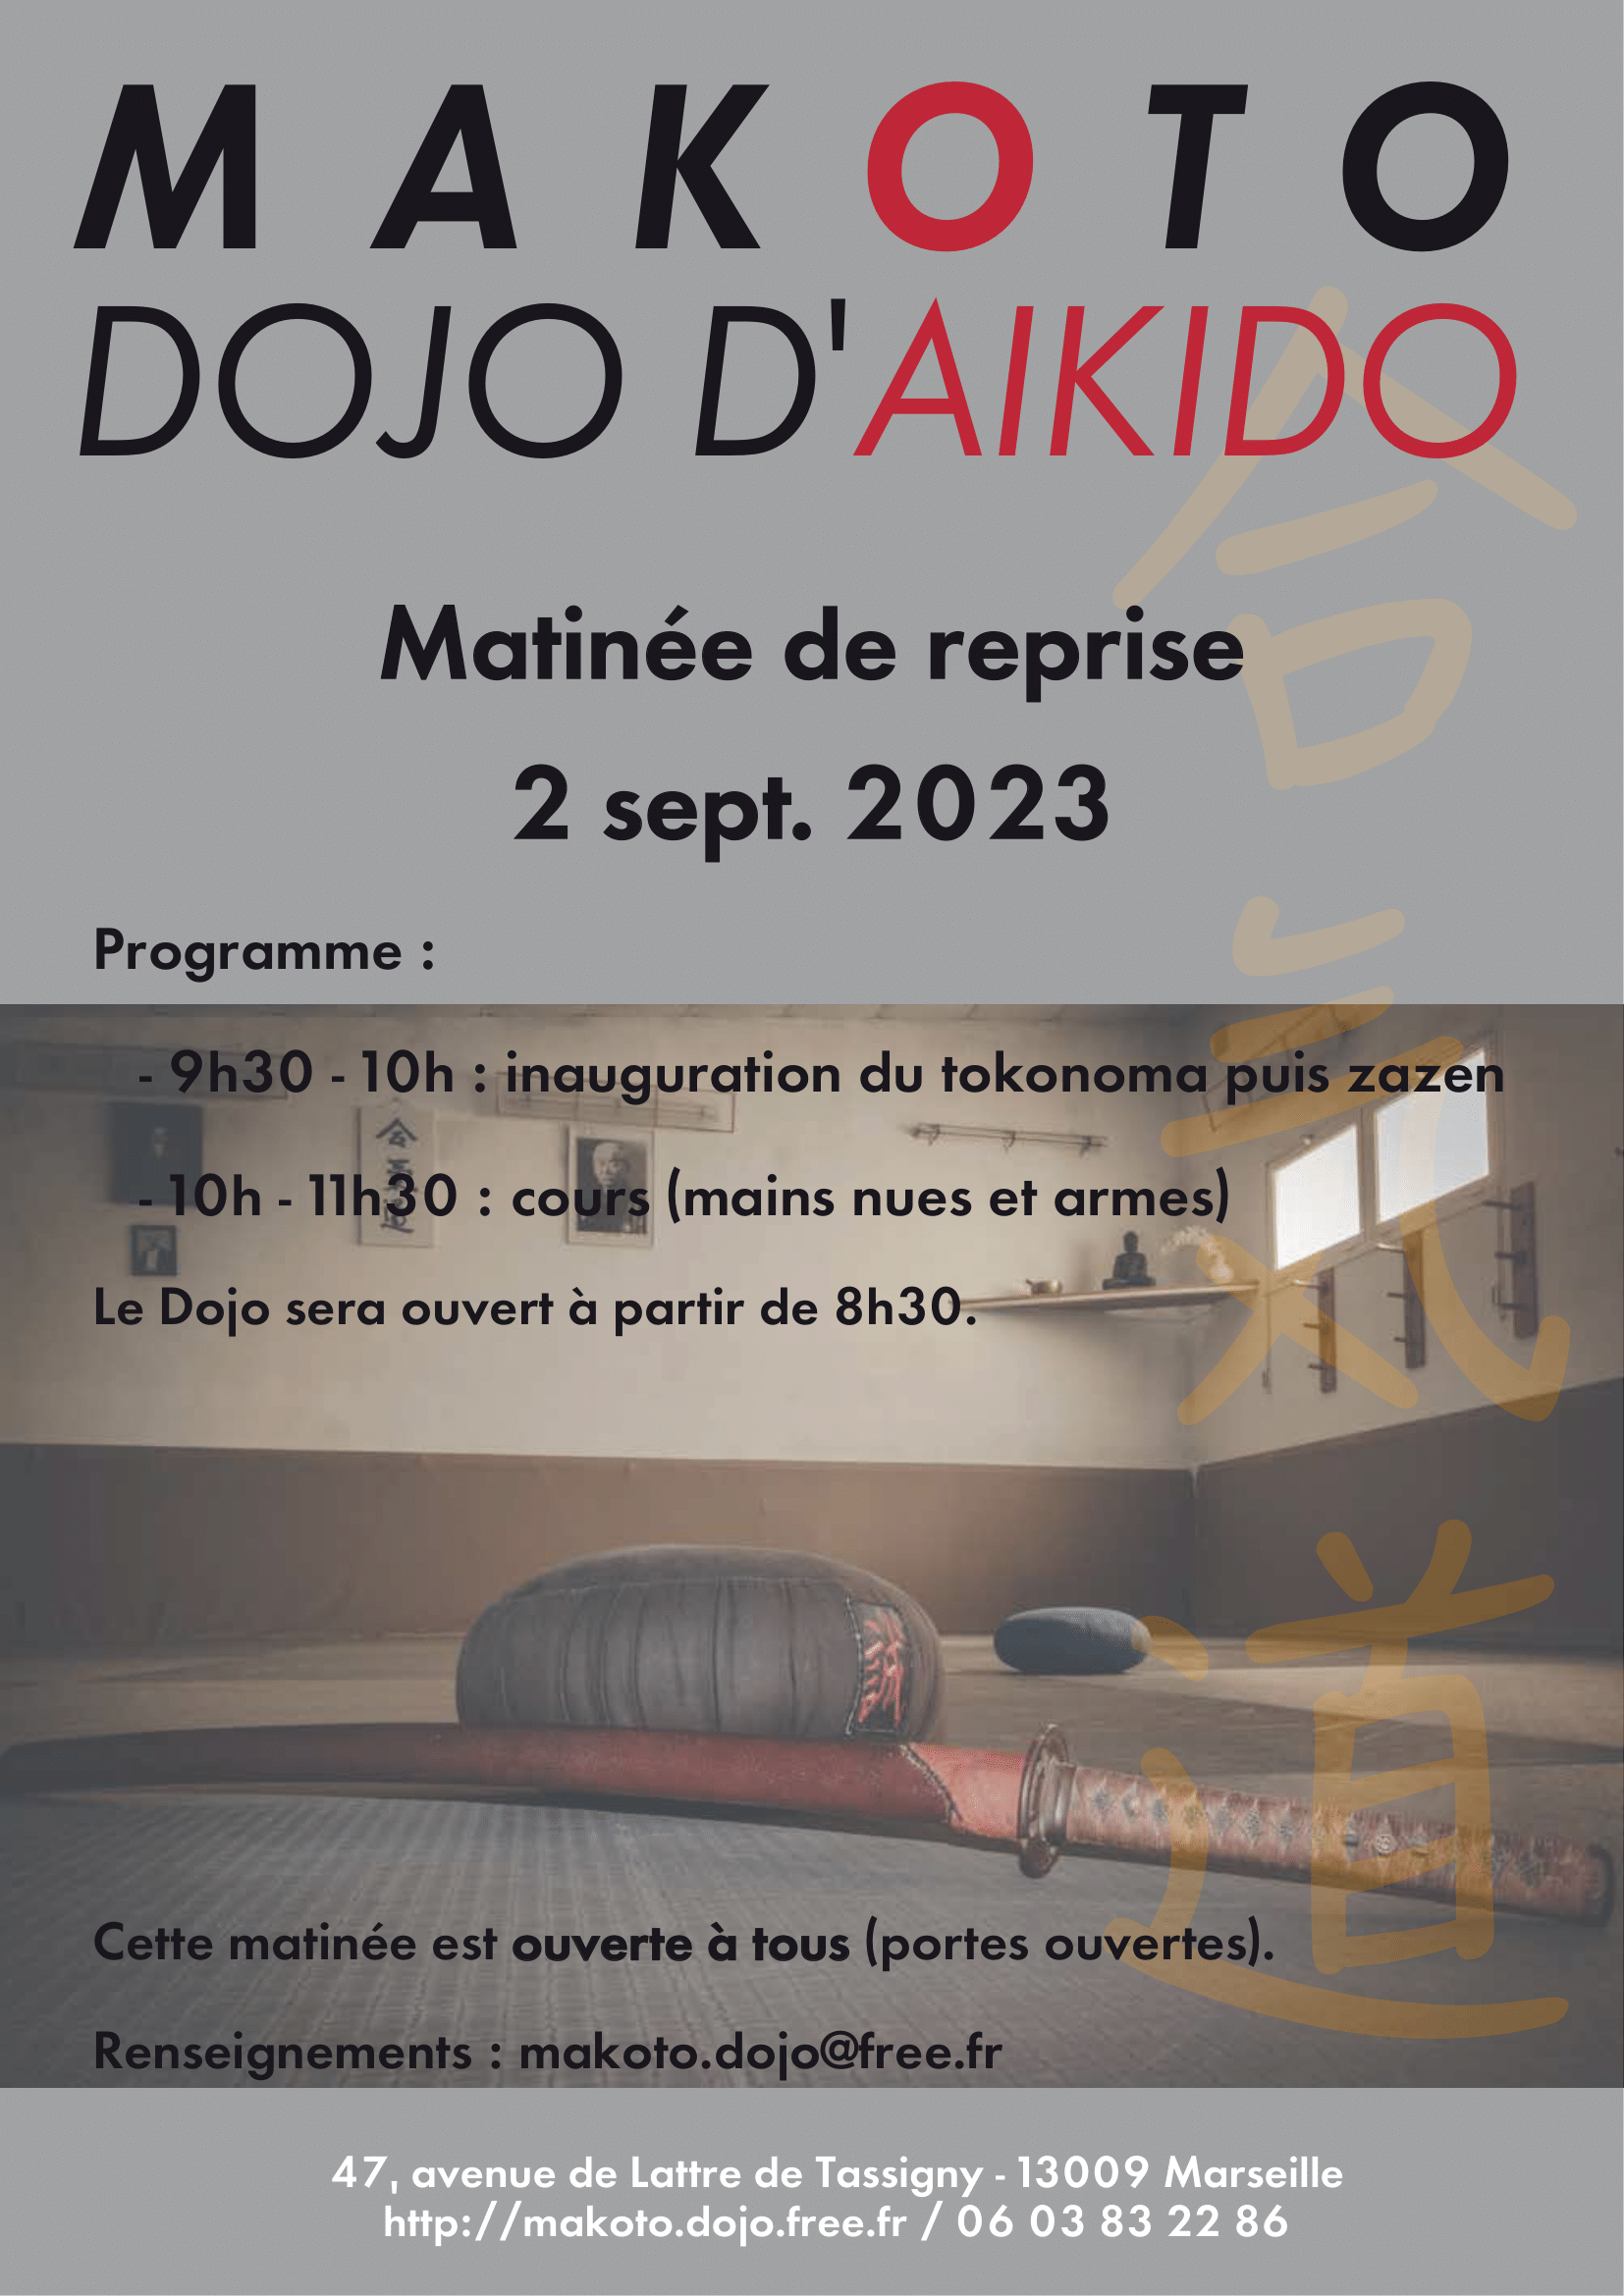 MAKOTO
DOJO D'AIKIDO
Matinée de reprise
2 sept. 2023
Programme :
- 9h30 - 10h : inauguration du tokonoma puis zazen
- 10h - 11h30 : cours (mains nues et armes)
Le Dojo sera ouvert à partir de 8h30.
合
气
道
Cette matinée est ouverte à tous (portes ouvertes).
Renseignements : makoto.dojo@free.fr
47, avenue de Lattre de Tassigny - 13009 Marseille
http://makoto.dojo.free.fr / 06 03 83 22 86